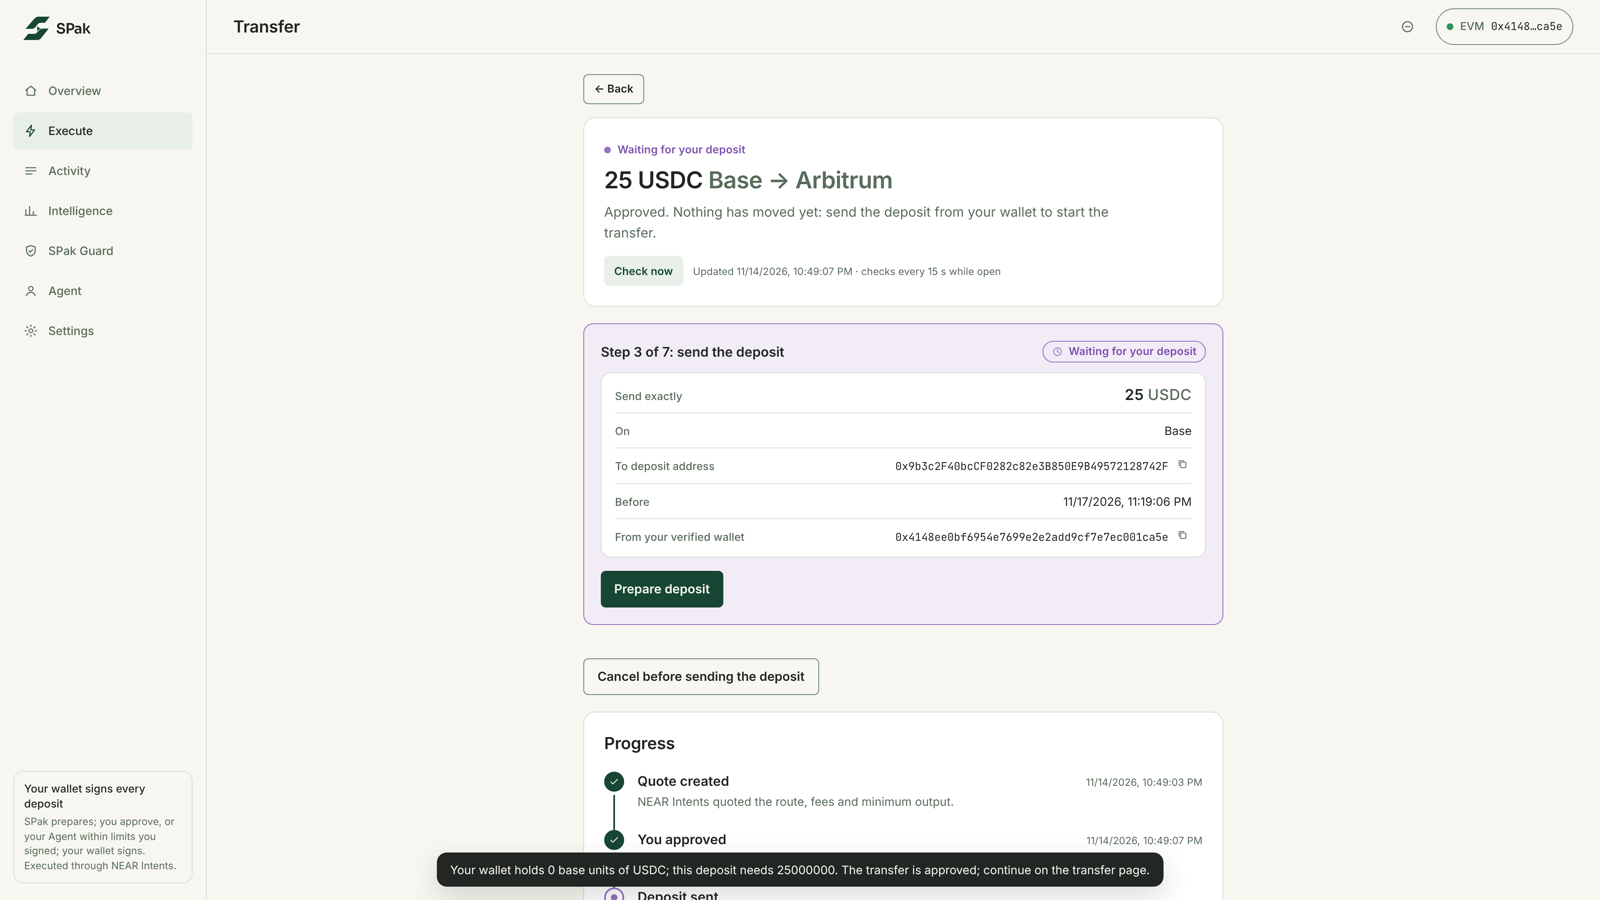 SPak
Transfer
EVM 0x4148…ca5e
Overview
Execute
Activity
Intelligence
SPak Guard
Agent
Settings
← Back
Waiting for your deposit
25 USDC Base → Arbitrum
Approved. Nothing has moved yet: send the deposit from your wallet to start the
transfer.
Check now
Updated 11/14/2026, 10:49:07 PM · checks every 15 s while open
Step 3 of 7: send the deposit
Waiting for your deposit
Send exactly
25 USDC
On
Base
To deposit address
0x9b3c2F40bcCF0282c82e3B850E9B49572128742F
Before
11/17/2026, 11:19:06 PM
From your verified wallet
0x4148ee0bf6954e7699e2e2add9cf7e7ec001ca5e
Prepare deposit
Cancel before sending the deposit
Progress
Quote created
11/14/2026, 10:49:03 PM
NEAR Intents quoted the route, fees and minimum output.
You approved
11/14/2026, 10:49:07 PM
Your wallet holds 0 base units of USDC; this deposit needs 25000000. The transfer is approved; continue on the transfer page.
Deposit sent
Your wallet signs every
deposit
SPak prepares; you approve, or
your Agent within limits you
signed; your wallet signs.
Executed through NEAR Intents.